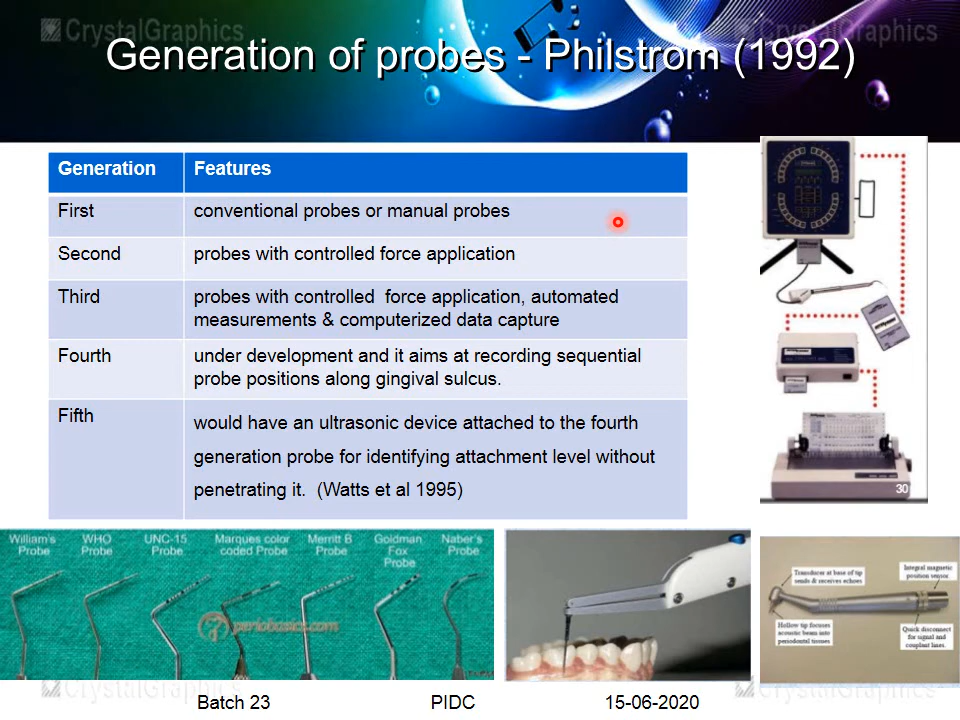 CrystalGraphics
CrystalGraphics
Generation of probes - Philstrom (1992)
Generation Features
First conventional probes or manual probes
Second probes with controlled force application
Third probes with controlled force application, automated
measurements & computerized data capture
Fourth under development and it aims at recording sequential
probe positions along gingival sulcus.
Fifth would have an ultrasonic device attached to the fourth
generation probe for identifying attachment level without
penetrating it. (Watts et al 1995)
30
William's
Probe
WHO
Probe
UNC-15
Probe
Marques color
coded Probe
Merritt B
Probe
Goldman
Fox
Probe
Naber's
Probe
periobasics.com
Transducer at base of tip
sends & receives echoes
Integral magnetic
position sensor.
Hollow tip focuses
acoustic beam into
periodontal tissues
Quick disconnect
for signal and
couplant lines.
CrystalGraphics
CrystalGraphics
Batch 23 PIDC 15-06-2020